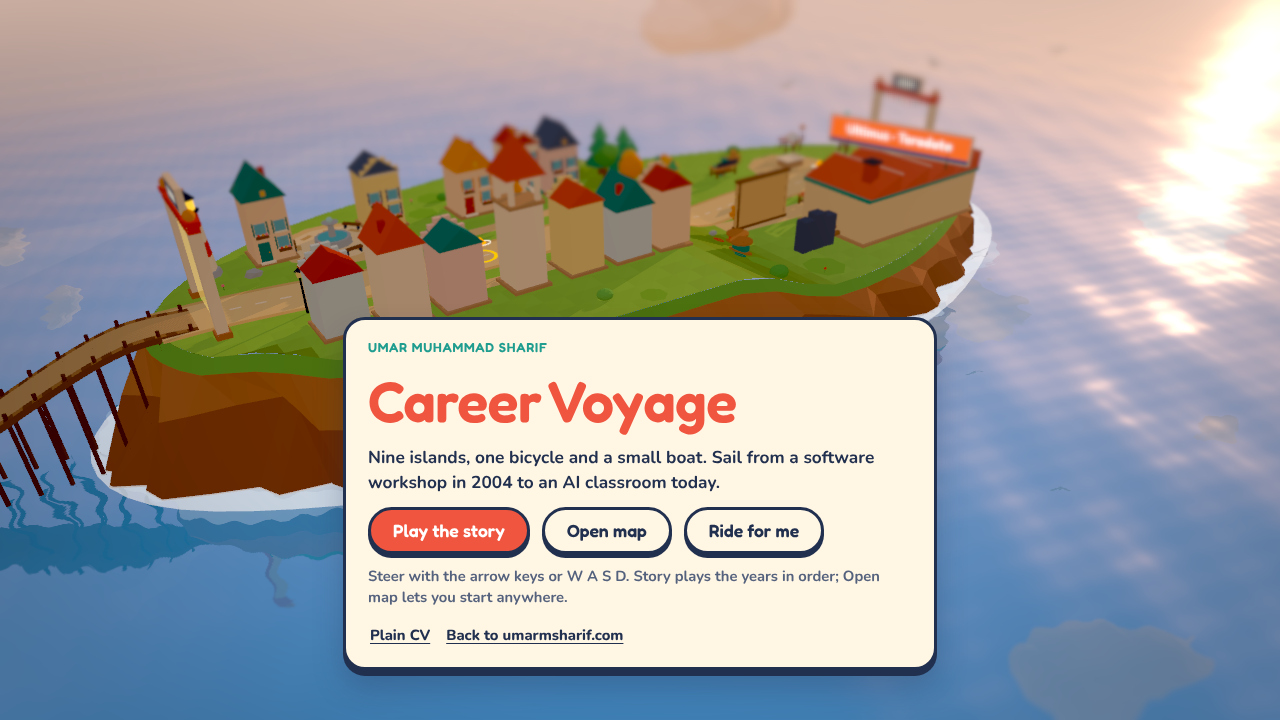 Ultimus · Teradata
UMAR MUHAMMAD SHARIF
Career Voyage
Nine islands, one bicycle and a small boat. Sail from a software
workshop in 2004 to an AI classroom today.
Play the story
Open map
Ride for me
Steer with the arrow keys or W A S D. Story plays the years in order; Open
map lets you start anywhere.
Plain CV
Back to umarmsharif.com